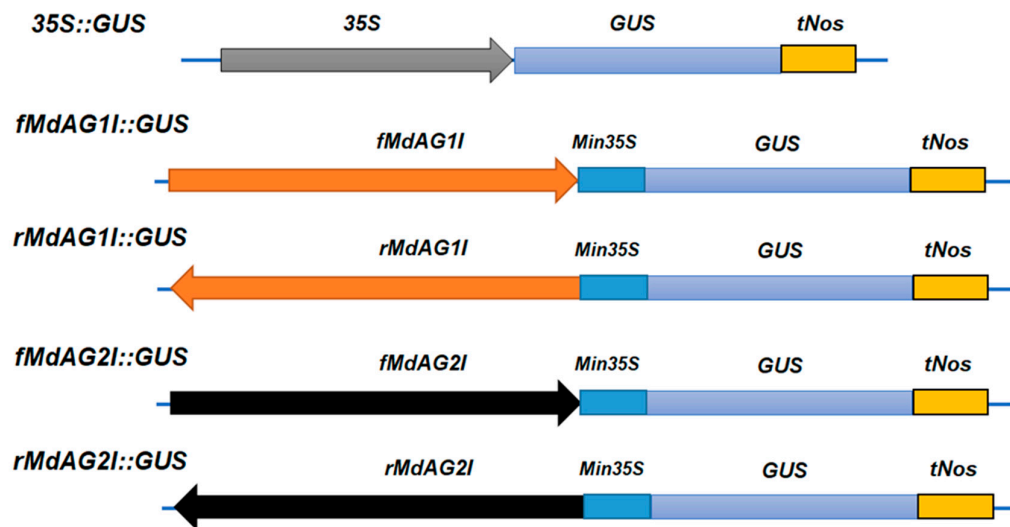 35S::GUS
35S GUS tNos
fMdAG1I::GUS
fMdAG1I Min35S GUS tNos
rMdAG1I::GUS
rMdAG1I Min35S GUS tNos
fMdAG2I::GUS
fMdAG2I Min35S GUS tNos
rMdAG2I::GUS
rMdAG2I Min35S GUS tNos